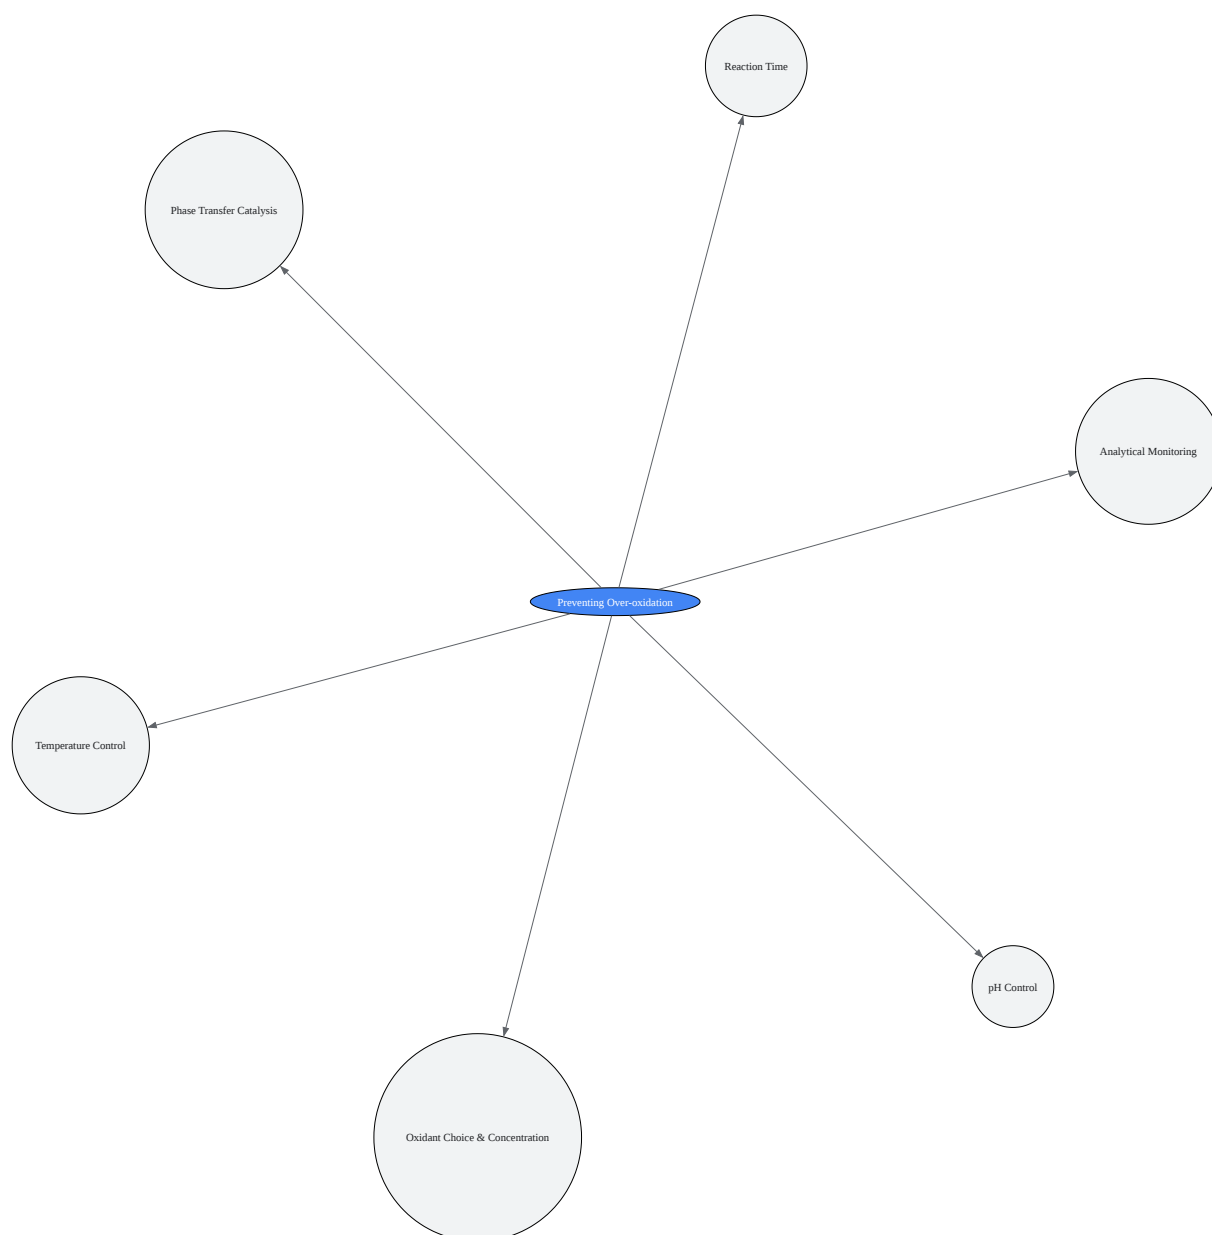 Reaction Time
Phase Transfer Catalysis
Analytical Monitoring
Preventing Over-oxidation
Temperature Control
pH Control
Oxidant Choice & Concentration